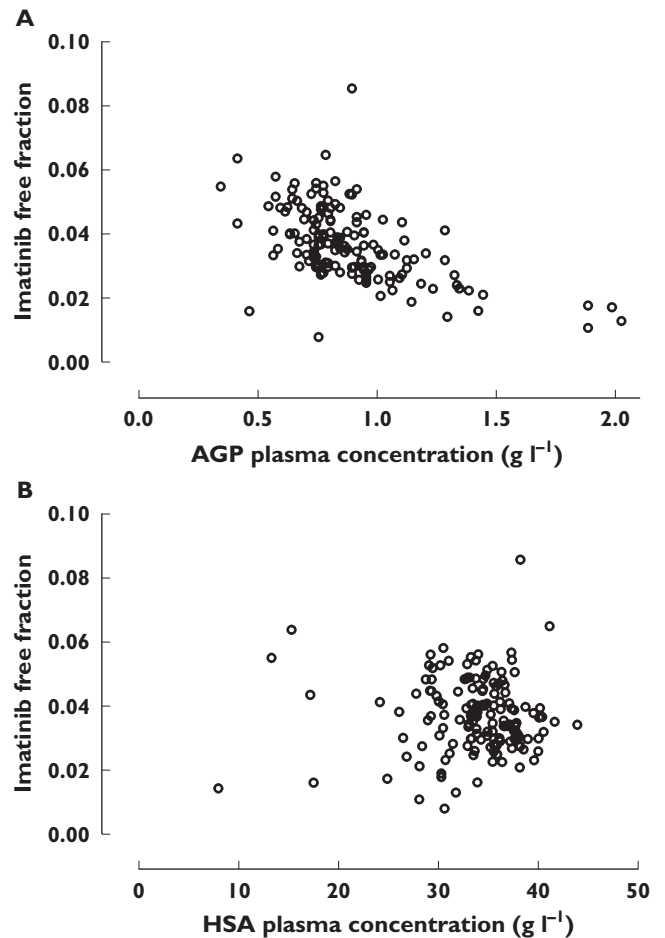 A
0.10
0.08
0.06
0.04
0.02
0.00
Imatinib free fraction
0.0 0.5 1.0 1.5 2.0
AGP plasma concentration (g l⁻¹)
B
0.10
0.08
0.06
0.04
0.02
0.00
Imatinib free fraction
0 10 20 30 40 50
HSA plasma concentration (g l⁻¹)